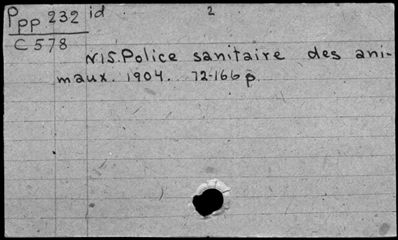 Ppp 232 id. 2
C 578
N15. Police sanitaire des ani-
maux. 1904. 72-166 p.